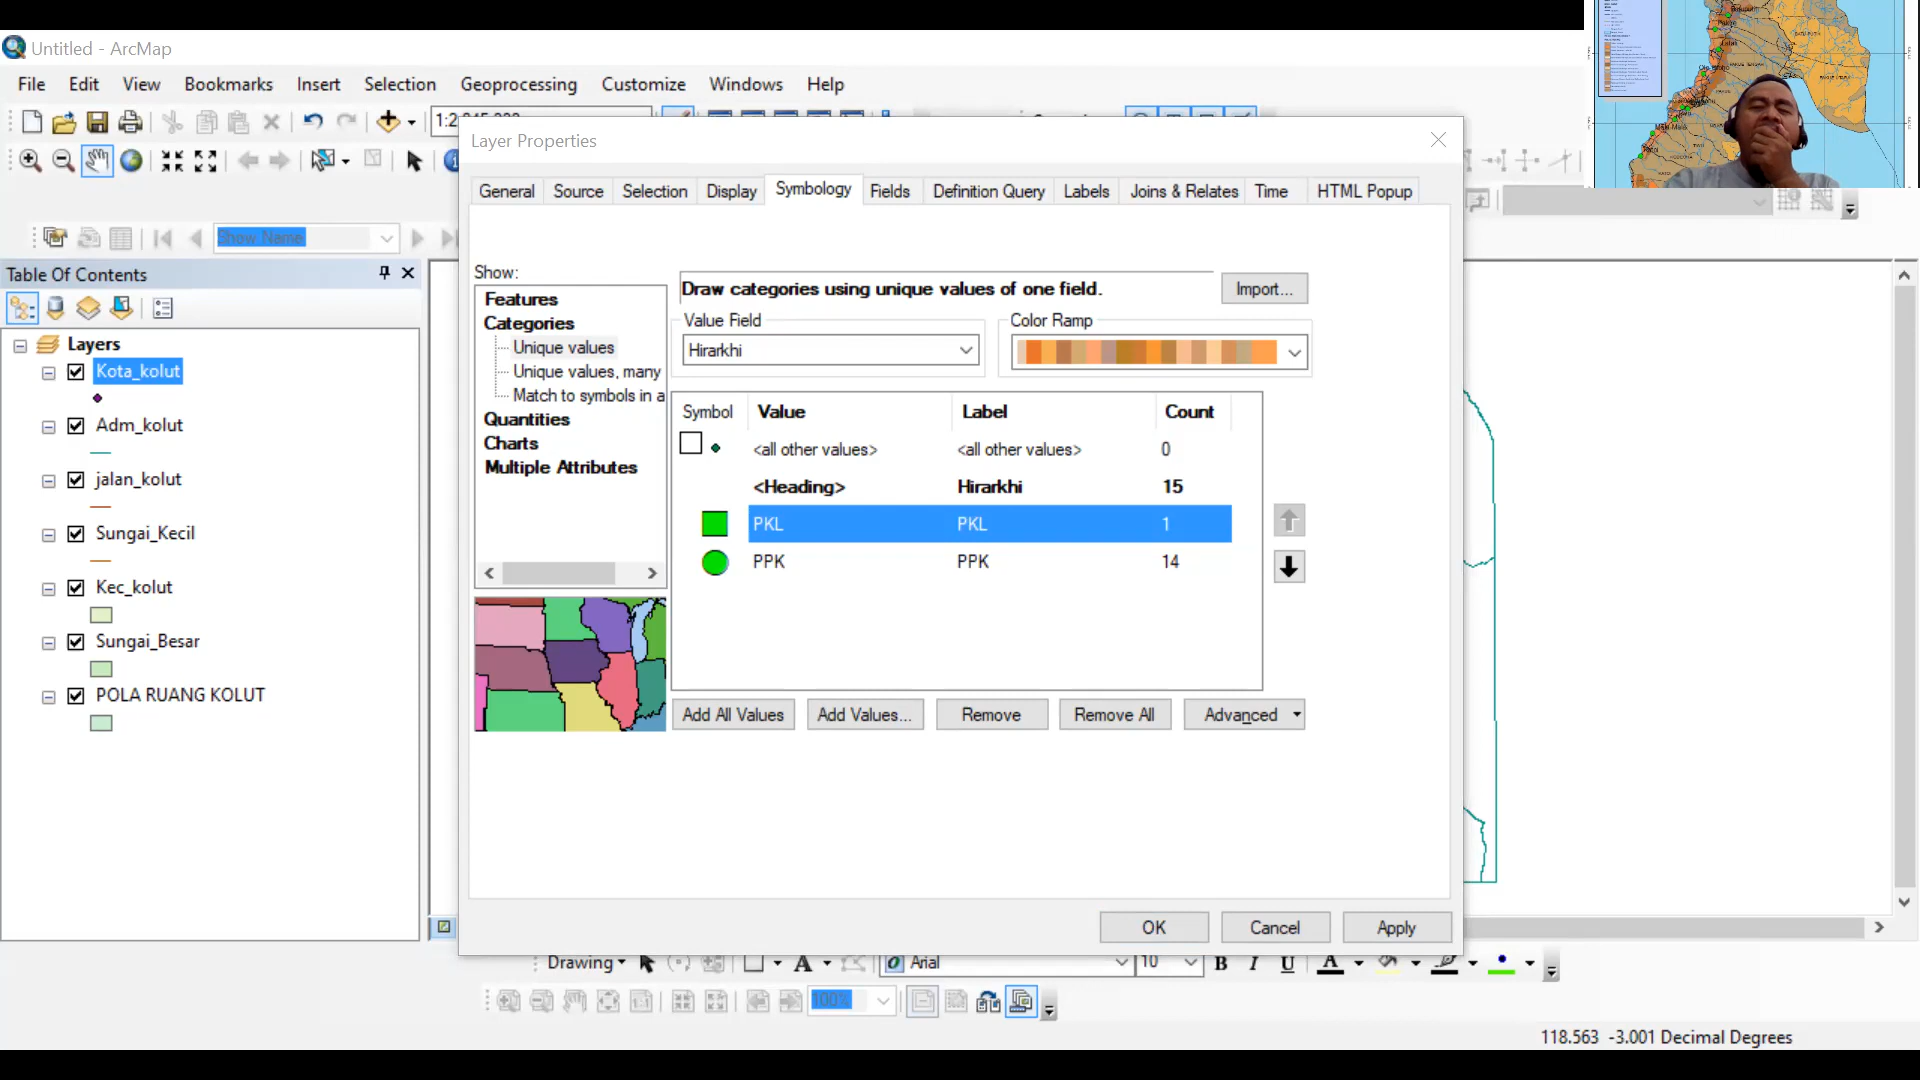 Untitled - ArcMap
File Edit View Bookmarks Insert Selection Geoprocessing Customize Windows Help
Layer Properties
General Source Selection Display Symbology Fields Definition Query Labels Joins & Relates Time HTML Popup
Show Name
Table Of Contents
Layers
Kota_kolut
Adm_kolut
jalan_kolut
Sungai_Kecil
Kec_kolut
Sungai_Besar
POLA RUANG KOLUT
Show:
Features
Categories
Unique values
Unique values, many
Match to symbols in a
Quantities
Charts
Multiple Attributes
Draw categories using unique values of one field.
Import...
Value Field
Hirarkhi
Color Ramp
Symbol Value Label Count
<all other values> <all other values> 0
<Heading> Hirarkhi 15
PKL PKL 1
PPK PPK 14
Add All Values Add Values... Remove Remove All Advanced
OK Cancel Apply
Drawing A Arial 10 B I U A
100%
118.563 -3.001 Decimal Degrees